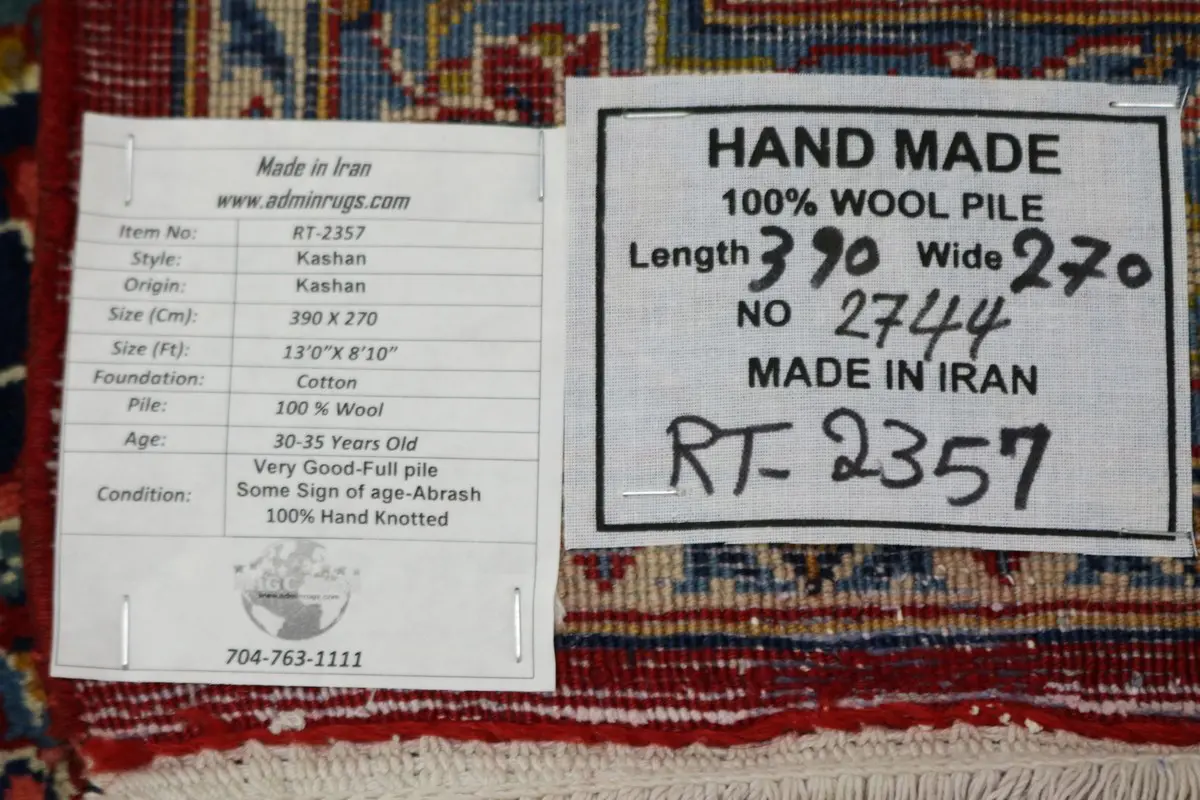 Made in Iran
www.adminrugs.com
Item No: RT-2357
Style: Kashan
Origin: Kashan
Size (Cm): 390 X 270
Size (Ft): 13'0"X 8'10"
Foundation: Cotton
Pile: 100 % Wool
Age: 30-35 Years Old
Condition: Very Good-Full pile
Some Sign of age-Abrash
100% Hand Knotted
704-763-1111
HAND MADE
100% WOOL PILE
Length 390 Wide 270
NO 2744
MADE IN IRAN
RT-2357